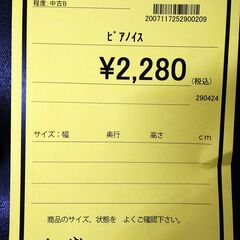 程度:中古B
2007117252900209
ピアノイス
¥2,280(税込)
290424
サイズ:幅 奥行 高さ cm
商品のサイズ、状態を よくご確認下さい。